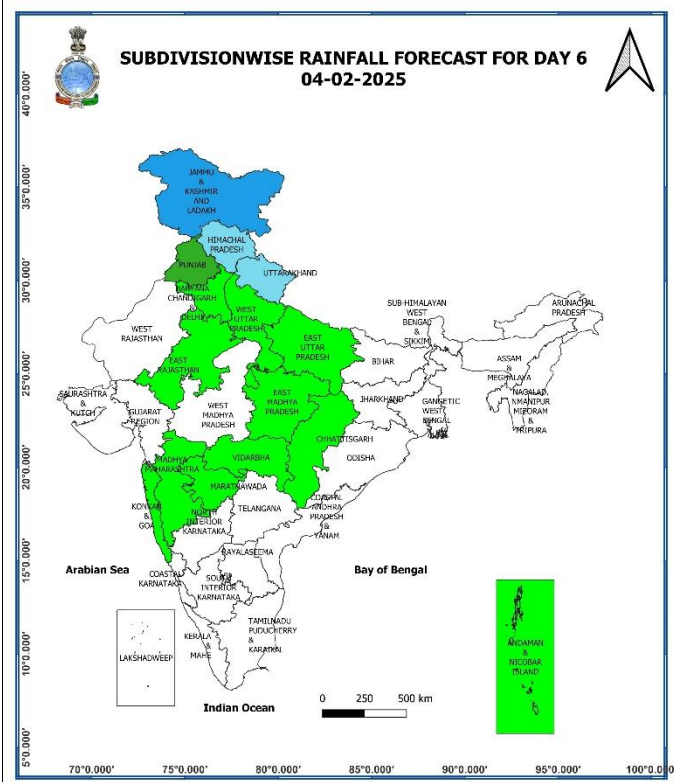 SUBDIVISIONWISE RAINFALL FORECAST FOR DAY 6
04-02-2025
40°0.000'
35°0.000'
30°0.000'
25°0.000'
20°0.000'
15°0.000'
10°0.000'
5°0.000'
JAMMU
&
KASHMIR
AND
LADAKH
HIMACHAL
PRADESH
PUNJAB
UTTARAKHAND
HARYANA
CHANDIGARH
&
DELHI
WEST
UTTAR
PRADESH
SUB-HIMALAYAN
WEST
BENGAL
&
SIKKIM
ARUNACHAL
PRADESH
WEST
RAJASTHAN
EAST
UTTAR
PRADESH
EAST
RAJASTHAN
BIHAR
ASSAM
&
MEGHALAYA
SAURASHTRA
&
KUTCH
GUJARAT
REGION
WEST
MADHYA
PRADESH
EAST
MADHYA
PRADESH
JHARKHAND
GANGETIC
WEST
BENGAL
NAGALAD,
NMANIPUR
MIZORAM
&
TRIPURA
CHHATTISGARH
ODISHA
MADHYA
MAHARASHTRA
VIDARBHA
MARATHAWADA
KONKAN
&
GOA
NORTH
INTERIOR
KARNATAKA
TELANGANA
COASTAL
ANDHRA
PRADESH
&
YANAM
RAYALASEEMA
Arabian Sea
Bay of Bengal
COASTAL
KARNATAKA
SOUTH
INTERIOR
KARNATAKA
TAMILNADU
PUDUCHERRY
&
KARAIKAL
KERALA
&
MAHE
LAKSHADWEEP
ANDAMAN
&
NICOBAR
ISLAND
Indian Ocean
0 250 500 km
70°0.000' 75°0.000' 80°0.000' 85°0.000' 90°0.000' 95°0.000' 100°0.000'